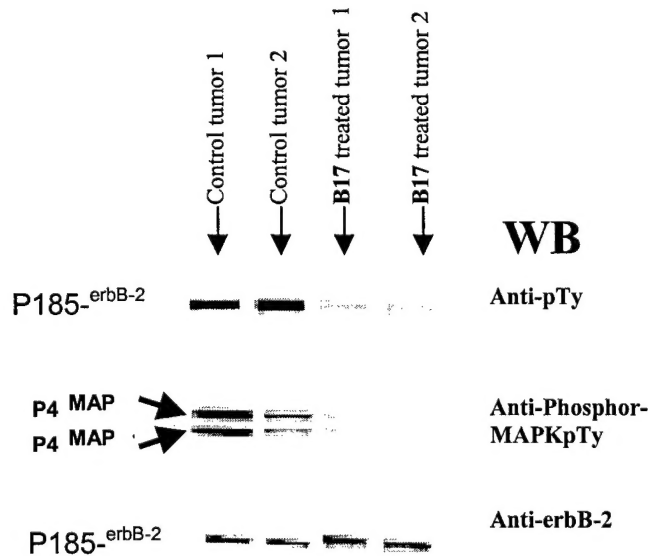 Control tumor 1
Control tumor 2
B17 treated tumor 1
B17 treated tumor 2
WB
P185-erbB-2
Anti-pTy
P4 MAP
P4 MAP
Anti-Phosphor-
MAPKpTy
P185-erbB-2
Anti-erbB-2